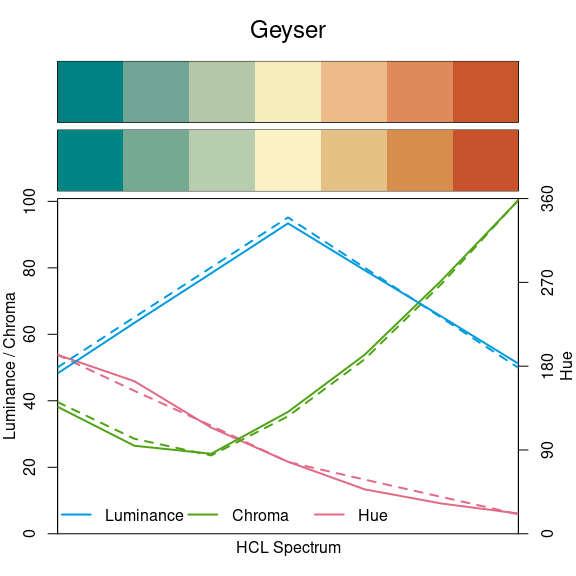 Geyser
100
80
60
40
20
0
Luminance / Chroma
360
270
180
90
0
Hue
Luminance Chroma Hue
HCL Spectrum